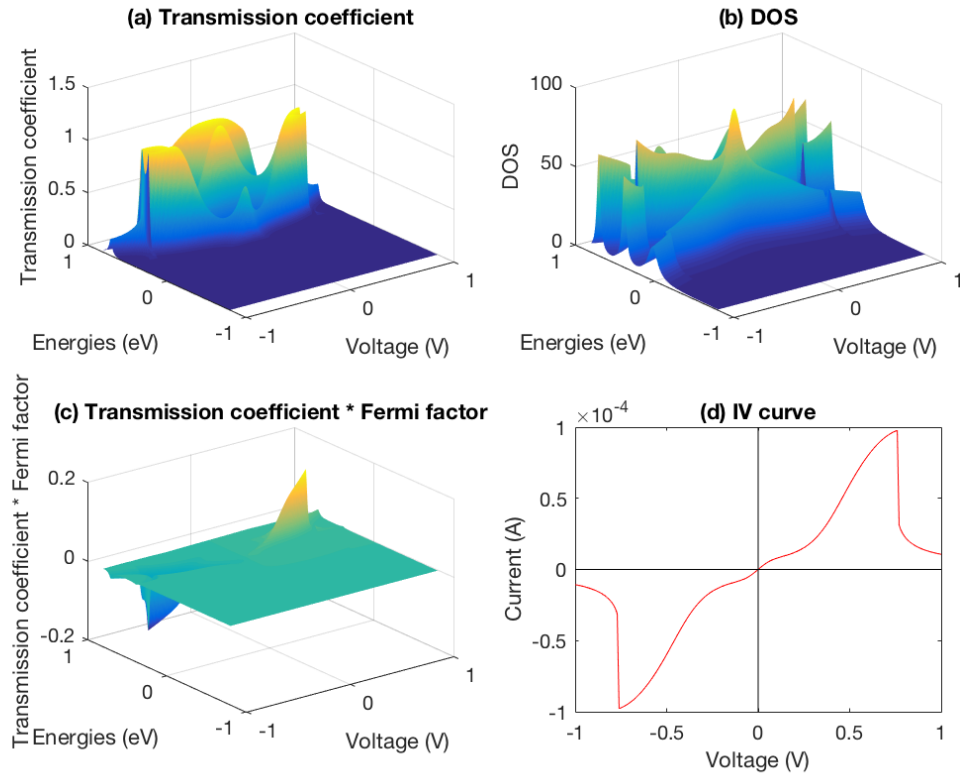 (a) Transmission coefficient
Transmission coefficient
1.5
1
0.5
0
1
0
-1
-1
0
1
Energies (eV)
Voltage (V)
(b) DOS
DOS
100
50
0
1
0
-1
-1
0
1
Energies (eV)
Voltage (V)
(c) Transmission coefficient * Fermi factor
Transmission coefficient * Fermi factor
0.2
0
-0.2
1
0
-1
-1
0
1
Energies (eV)
Voltage (V)
(d) IV curve
×10-4
Current (A)
1
0.5
0
-0.5
-1
-1
-0.5
0
0.5
1
Voltage (V)